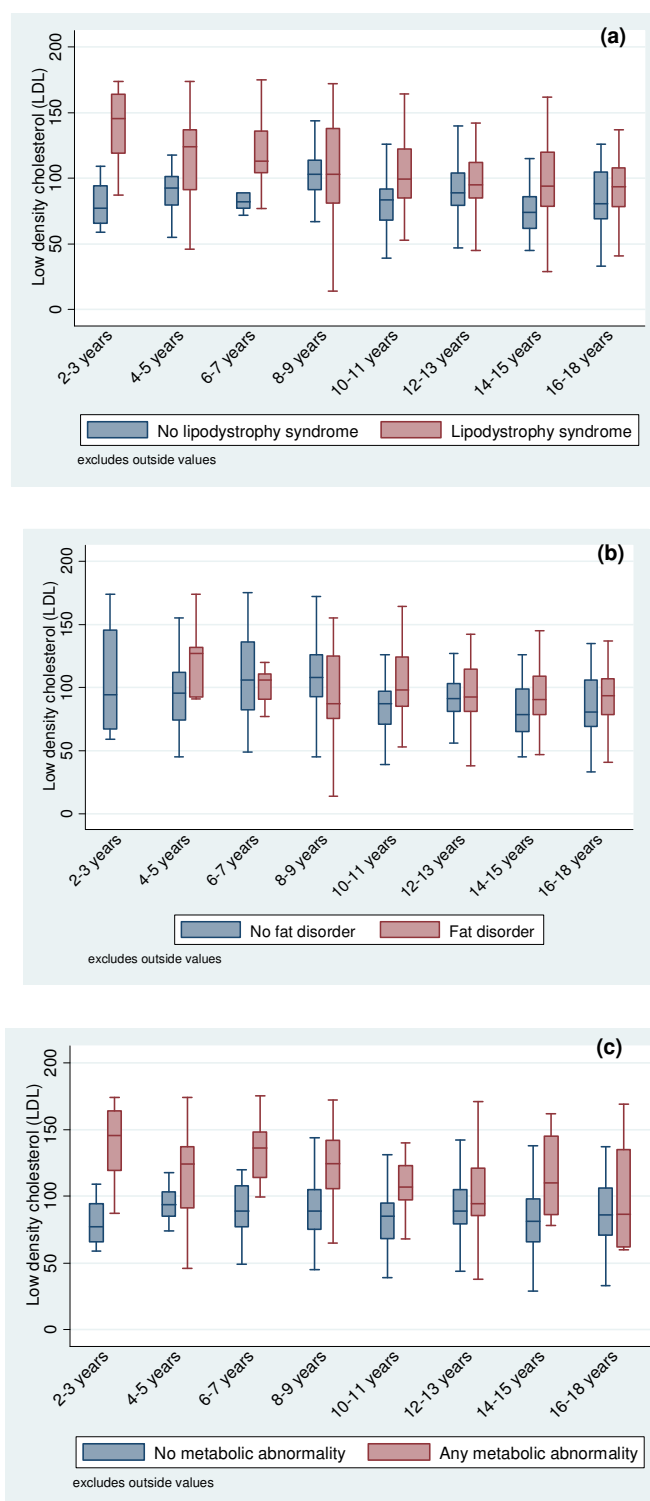 (a)
Low density cholesterol (LDL)
200
150
100
50
0
2-3 years
4-5 years
6-7 years
8-9 years
10-11 years
12-13 years
14-15 years
16-18 years
No lipodystrophy syndrome
Lipodystrophy syndrome
excludes outside values
(b)
Low density cholesterol (LDL)
200
150
100
50
0
2-3 years
4-5 years
6-7 years
8-9 years
10-11 years
12-13 years
14-15 years
16-18 years
No fat disorder
Fat disorder
excludes outside values
(c)
Low density cholesterol (LDL)
200
150
100
50
0
2-3 years
4-5 years
6-7 years
8-9 years
10-11 years
12-13 years
14-15 years
16-18 years
No metabolic abnormality
Any metabolic abnormality
excludes outside values